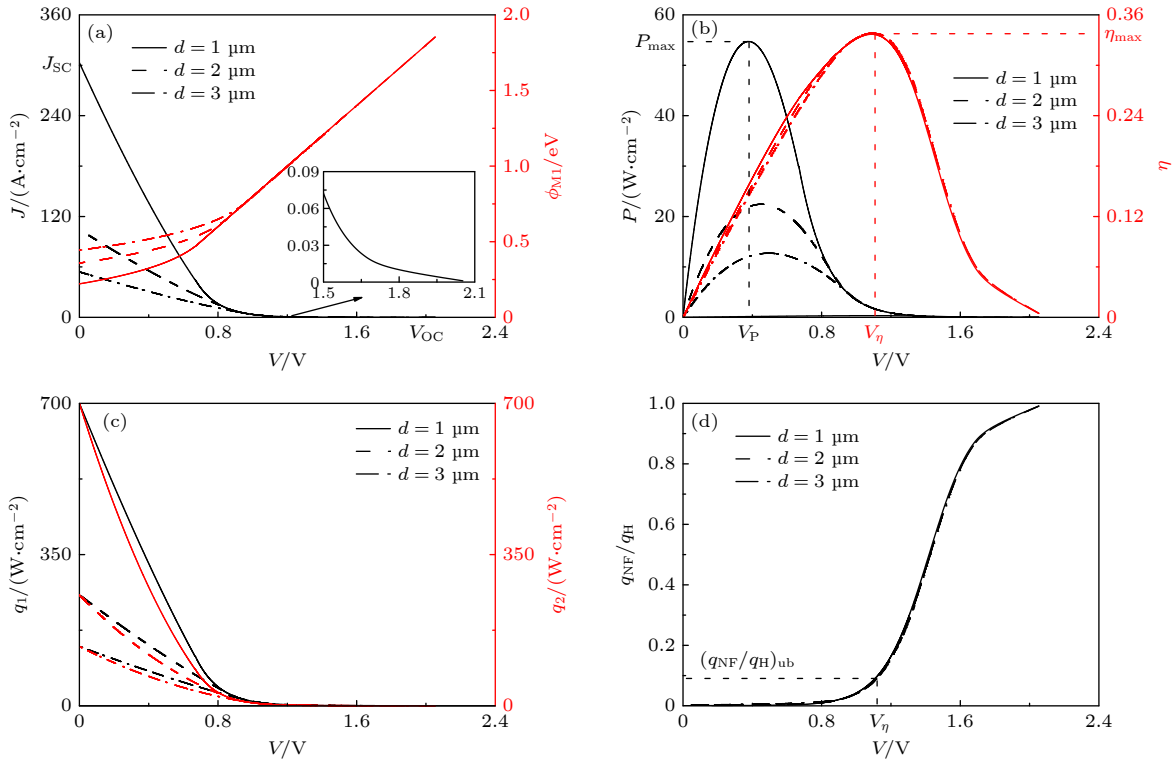 (a)
d = 1 µm
d = 2 µm
d = 3 µm
J_SC
V_OC
360
240
120
0
J/(A·cm⁻²)
0 0.8 1.6 2.4
V/V
2.0
1.5
1.0
0.5
0
ϕ_M1/eV
0.09
0.06
0.03
0
1.5 1.8 2.1
(b)
P_max
η_max
d = 1 µm
d = 2 µm
d = 3 µm
60
40
20
0
P/(W·cm⁻²)
0 V_P 0.8 V_η 1.6 2.4
V/V
0.36
0.24
0.12
0
η
(c)
d = 1 µm
d = 2 µm
d = 3 µm
700
350
0
q₁/(W·cm⁻²)
0 0.8 1.6 2.4
V/V
700
350
0
q₂/(W·cm⁻²)
(d)
d = 1 µm
d = 2 µm
d = 3 µm
(q_NF/q_H)_ub
1.0
0.8
0.6
0.4
0.2
0
q_NF/q_H
0 0.8 V_η 1.6 2.4
V/V